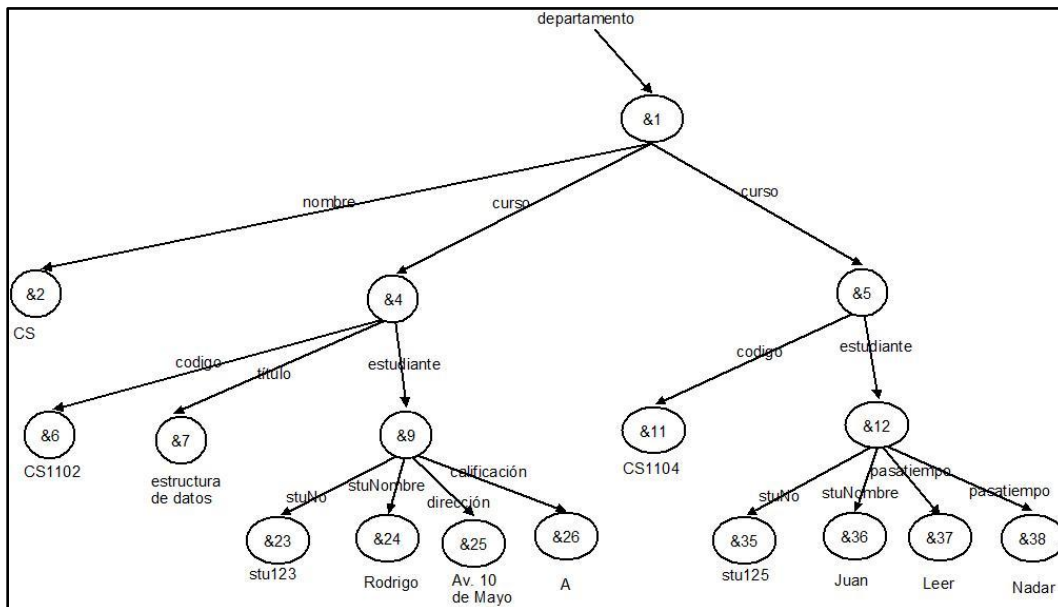 departamento
&1
nombre
curso
curso
&2
&4
&5
CS
codigo
título
estudiante
codigo
estudiante
&6
&7
&9
&11
&12
CS1102
estructura
de datos
CS1104
stuNo
stuNombre
dirección
calificación
stuNo
stuNombre
pasatiempo
pasatiempo
&23
&24
&25
&26
&35
&36
&37
&38
stu123
Rodrigo
Av. 10
de Mayo
A
stu125
Juan
Leer
Nadar